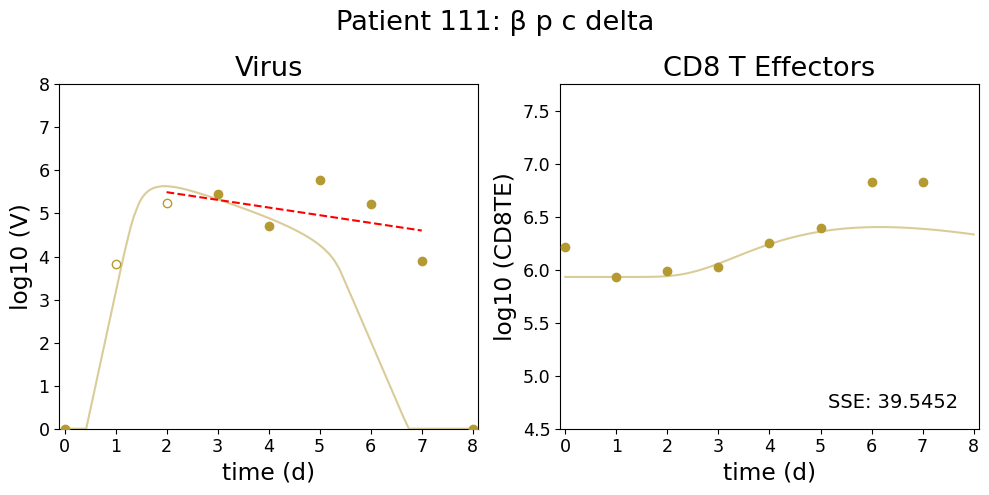 Patient 111: β p c delta
Virus
CD8 T Effectors
log10 (V)
8
7
6
5
4
3
2
1
0
0 1 2 3 4 5 6 7 8
time (d)
log10 (CD8TE)
7.5
7.0
6.5
6.0
5.5
5.0
4.5
SSE: 39.5452
0 1 2 3 4 5 6 7 8
time (d)